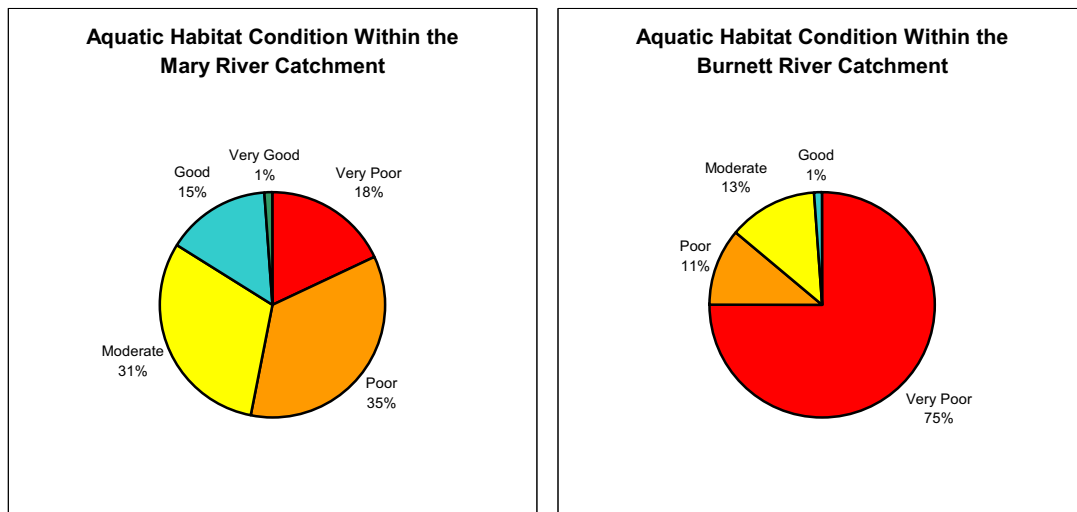 Aquatic Habitat Condition Within the
Mary River Catchment
Very Good
1%
Good
15%
Very Poor
18%
Moderate
31%
Poor
35%
Aquatic Habitat Condition Within the
Burnett River Catchment
Good
1%
Moderate
13%
Poor
11%
Very Poor
75%